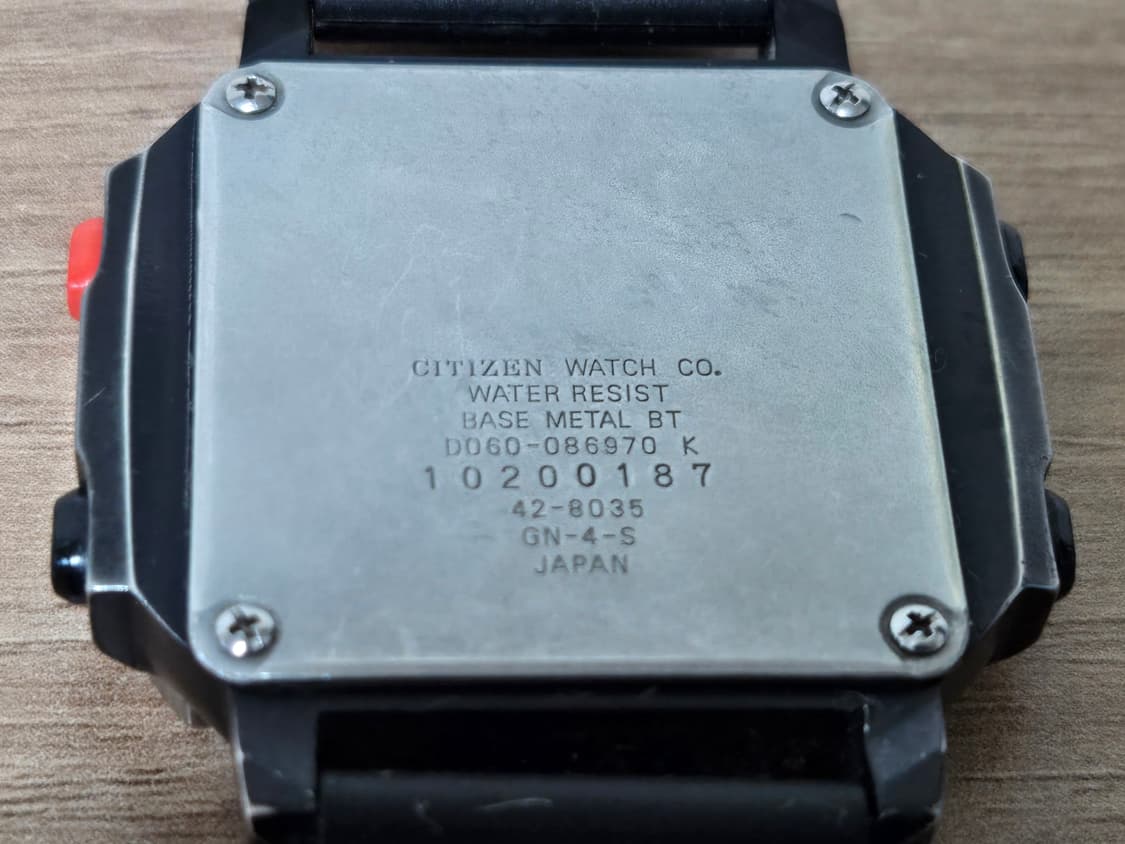 CITIZEN WATCH CO.
WATER RESIST
BASE METAL BT
D060-086970 K
10200187
42-8035
GN-4-S
JAPAN